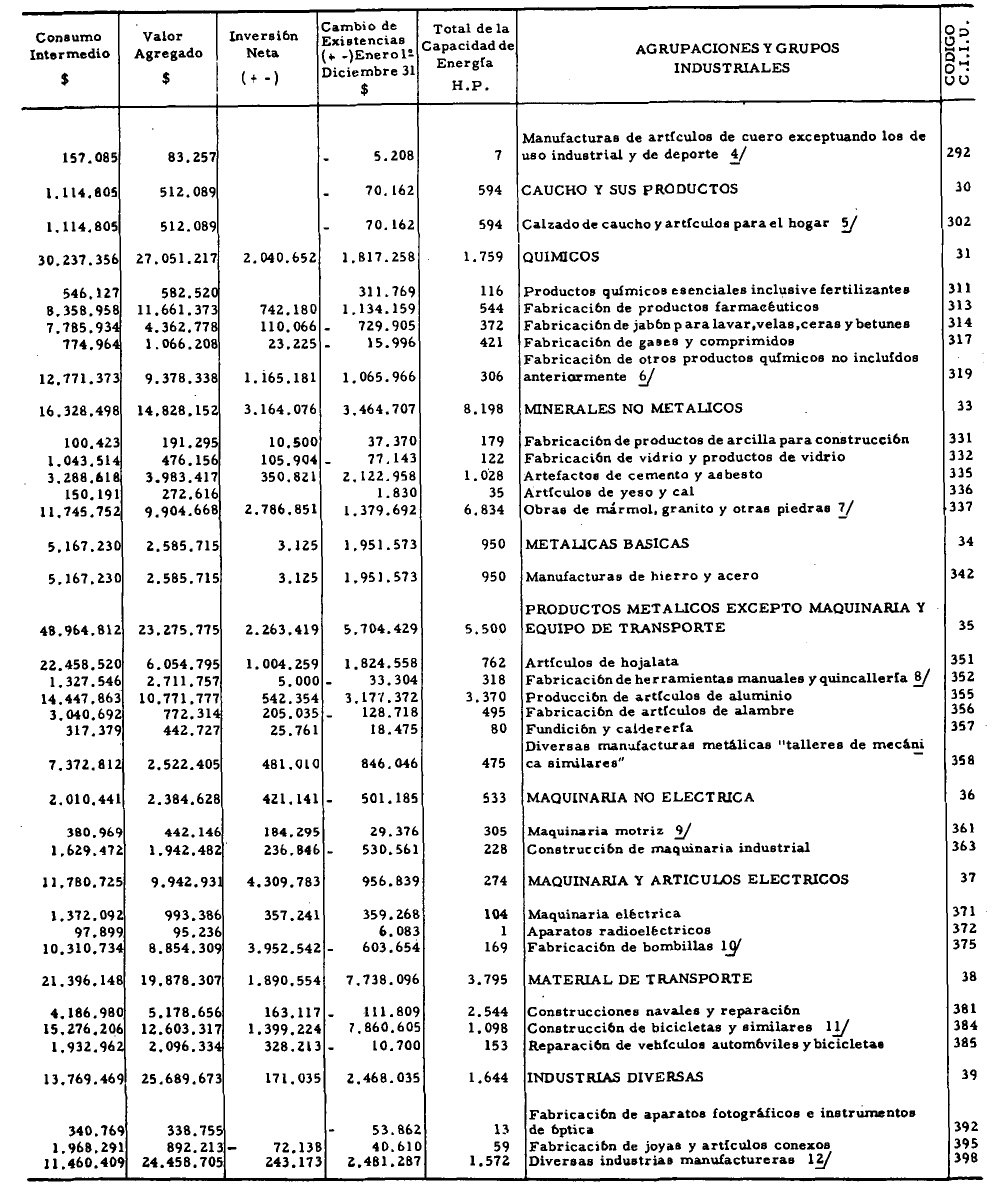 Consumo Intermedio $ | Valor Agregado $ | Inversión Neta (+ -) | Cambio de Existencias (+ -) Enero 1º Diciembre 31 $ | Total de la Capacidad de Energía H.P. | AGRUPACIONES Y GRUPOS INDUSTRIALES | CODIGO C.I.I.U.
Manufacturas de artículos de cuero exceptuando los de
157.085 83.257 - 5.208 7 uso industrial y de deporte 4/ 292
1.114.805 512.089 - 70.162 594 CAUCHO Y SUS PRODUCTOS 30
1.114.805 512.089 - 70.162 594 Calzado de caucho y artículos para el hogar 5/ 302
30.237.356 27.051.217 2.040.652 1.817.258 1.759 QUIMICOS 31
546.127 582.520 311.769 116 Productos químicos esenciales inclusive fertilizantes 311
8.358.958 11.661.373 742.180 1.134.159 544 Fabricación de productos farmacéuticos 313
7.785.934 4.362.778 110.066 - 729.905 372 Fabricación de jabón para lavar, velas, ceras y betunes 314
774.964 1.066.208 23.225 - 15.996 421 Fabricación de gases y comprimidos 317
Fabricación de otros productos químicos no incluídos
12.771.373 9.378.338 1.165.181 1.065.966 306 anteriormente 6/ 319
16.328.498 14.828.152 3.164.076 3.464.707 8.198 MINERALES NO METALICOS 33
100.423 191.295 10.500 37.370 179 Fabricación de productos de arcilla para construcción 331
1.043.514 476.156 105.904 - 77.143 122 Fabricación de vidrio y productos de vidrio 332
3.288.618 3.983.417 350.821 2.122.958 1.028 Artefactos de cemento y asbesto 335
150.191 272.616 1.830 35 Artículos de yeso y cal 336
11.745.752 9.904.668 2.786.851 1.379.692 6.834 Obras de mármol, granito y otras piedras 7/ 337
5.167.230 2.585.715 3.125 1.951.573 950 METALICAS BASICAS 34
5.167.230 2.585.715 3.125 1.951.573 950 Manufacturas de hierro y acero 342
PRODUCTOS METALICOS EXCEPTO MAQUINARIA Y
48.964.812 23.275.775 2.263.419 5.704.429 5.500 EQUIPO DE TRANSPORTE 35
22.458.520 6.054.795 1.004.259 1.824.558 762 Artículos de hojalata 351
1.327.546 2.711.757 5.000 - 33.304 318 Fabricación de herramientas manuales y quincallería 8/ 352
14.447.863 10.771.777 542.354 3.177.372 3.370 Producción de artículos de aluminio 355
3.040.692 772.314 205.035 - 128.718 495 Fabricación de artículos de alambre 356
317.379 442.727 25.761 18.475 80 Fundición y calderería 357
Diversas manufacturas metálicas "talleres de mecáni
7.372.812 2.522.405 481.010 846.046 475 ca similares" 358
2.010.441 2.384.628 421.141 - 501.185 533 MAQUINARIA NO ELECTRICA 36
380.969 442.146 184.295 29.376 305 Maquinaria motriz 9/ 361
1.629.472 1.942.482 236.846 - 530.561 228 Construcción de maquinaria industrial 363
11.780.725 9.942.931 4.309.783 956.839 274 MAQUINARIA Y ARTICULOS ELECTRICOS 37
1.372.092 993.386 357.241 359.268 104 Maquinaria eléctrica 371
97.899 95.236 6.083 1 Aparatos radioeléctricos 372
10.310.734 8.854.309 3.952.542 - 603.654 169 Fabricación de bombillas 10/ 375
21.396.148 19.878.307 1.890.554 7.738.096 3.795 MATERIAL DE TRANSPORTE 38
4.186.980 5.178.656 163.117 - 111.809 2.544 Construcciones navales y reparación 381
15.276.206 12.603.317 1.399.224 7.860.605 1.098 Construcción de bicicletas y similares 11/ 384
1.932.962 2.096.334 328.213 - 10.700 153 Reparación de vehículos automóviles y bicicletas 385
13.769.469 25.689.673 171.035 2.468.035 1.644 INDUSTRIAS DIVERSAS 39
Fabricación de aparatos fotográficos e instrumentos
340.769 338.755 - 53.862 13 de óptica 392
1.968.291 892.213 - 72.138 40.610 59 Fabricación de joyas y artículos conexos 395
11.460.409 24.458.705 243.173 2.481.287 1.572 Diversas industrias manufactureras 12/ 398